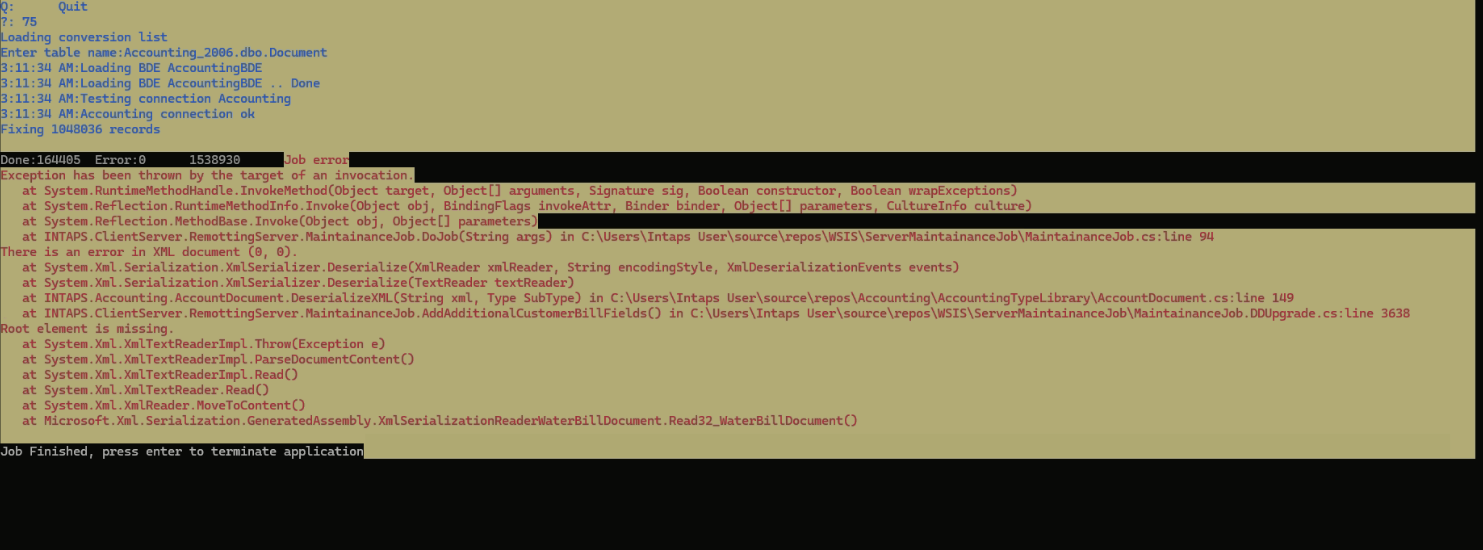 Q:      Quit
?: 75
Loading conversion list
Enter table name:Accounting_2006.dbo.Document
3:11:34 AM:Loading BDE AccountingBDE
3:11:34 AM:Loading BDE AccountingBDE .. Done
3:11:34 AM:Testing connection Accounting
3:11:34 AM:Accounting connection ok
Fixing 1048036 records
Done:164405  Error:0      1538930      Job error
Exception has been thrown by the target of an invocation.
   at System.RuntimeMethodHandle.InvokeMethod(Object target, Object[] arguments, Signature sig, Boolean constructor, Boolean wrapExceptions)
   at System.Reflection.RuntimeMethodInfo.Invoke(Object obj, BindingFlags invokeAttr, Binder binder, Object[] parameters, CultureInfo culture)
   at System.Reflection.MethodBase.Invoke(Object obj, Object[] parameters)
   at INTAPS.ClientServer.RemottingServer.MaintainanceJob.DoJob(String args) in C:\Users\Intaps User\source\repos\WSIS\ServerMaintainanceJob\MaintainanceJob.cs:line 94
There is an error in XML document (0, 0).
   at System.Xml.Serialization.XmlSerializer.Deserialize(XmlReader xmlReader, String encodingStyle, XmlDeserializationEvents events)
   at System.Xml.Serialization.XmlSerializer.Deserialize(TextReader textReader)
   at INTAPS.Accounting.AccountDocument.DeserializeXML(String xml, Type SubType) in C:\Users\Intaps User\source\repos\Accounting\AccountingTypeLibrary\AccountDocument.cs:line 149
   at INTAPS.ClientServer.RemottingServer.MaintainanceJob.AddAdditionalCustomerBillFields() in C:\Users\Intaps User\source\repos\WSIS\ServerMaintainanceJob\MaintainanceJob.DDUpgrade.cs:line 3638
Root element is missing.
   at System.Xml.XmlTextReaderImpl.Throw(Exception e)
   at System.Xml.XmlTextReaderImpl.ParseDocumentContent()
   at System.Xml.XmlTextReaderImpl.Read()
   at System.Xml.XmlTextReader.Read()
   at System.Xml.XmlReader.MoveToContent()
   at Microsoft.Xml.Serialization.GeneratedAssembly.XmlSerializationReaderWaterBillDocument.Read32_WaterBillDocument()
Job Finished, press enter to terminate application